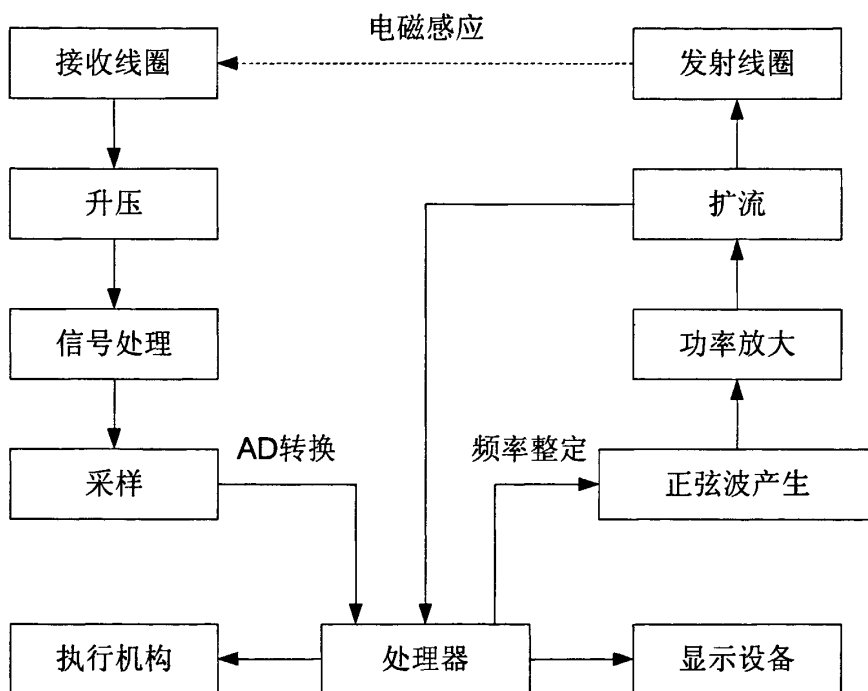 电磁感应
接收线圈
发射线圈
升压
扩流
信号处理
功率放大
AD转换
频率整定
采样
正弦波产生
执行机构
处理器
显示设备